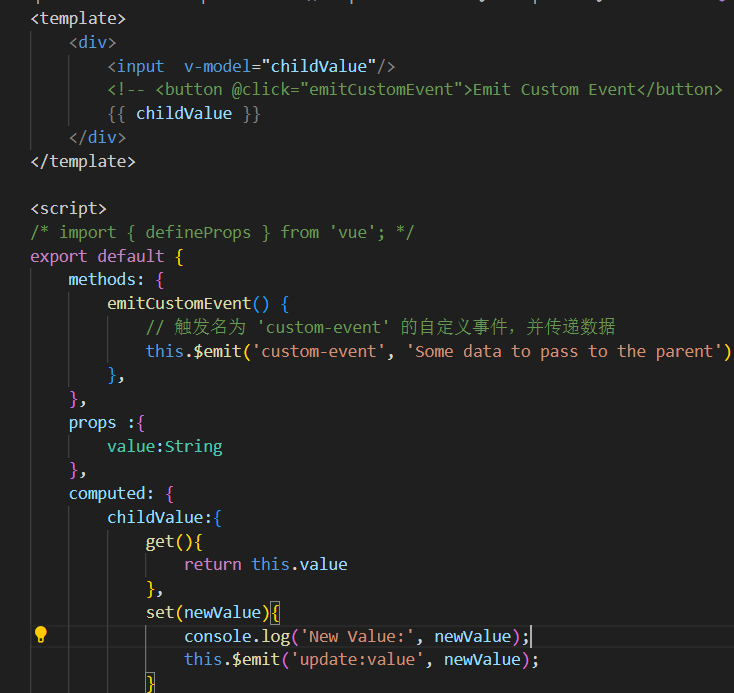 <template>
    <div>
        <input  v-model="childValue"/>
        <!-- <button @click="emitCustomEvent">Emit Custom Event</button>
        {{ childValue }}
    </div>
</template>

<script>
/* import { defineProps } from 'vue'; */
export default {
    methods: {
        emitCustomEvent() {
            // 触发名为 'custom-event' 的自定义事件，并传递数据
            this.$emit('custom-event', 'Some data to pass to the parent')
        },
    },
    props :{
        value:String
    },
    computed: {
        childValue:{
            get(){
                return this.value
            },
            set(newValue){
                console.log('New Value:', newValue);
                this.$emit('update:value', newValue);
            }